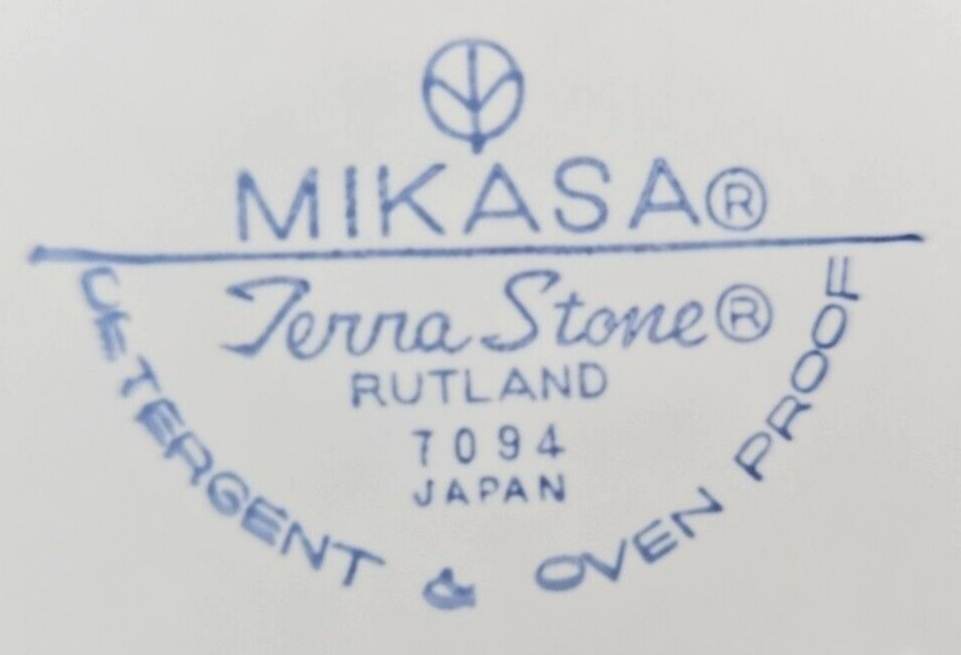 MIKASA®
Terra Stone®
RUTLAND
7094
JAPAN
DETERGENT & OVEN PROOF